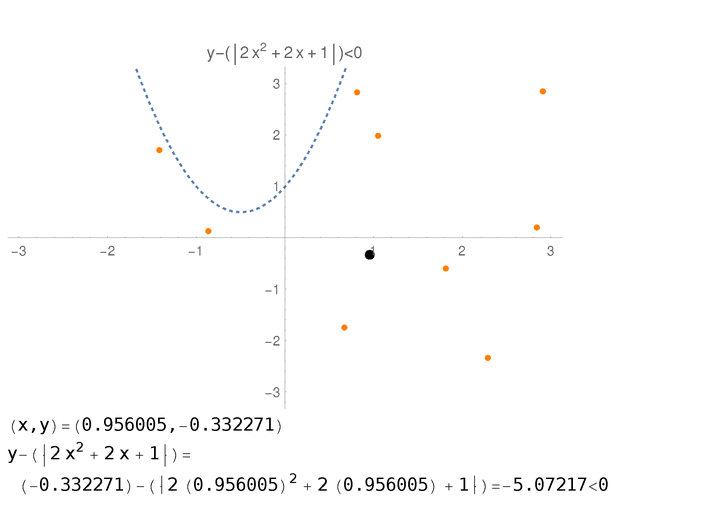 y−(|2x²+2x+1|)<0
3
2
1
−3 −2 −1 1 2 3
−1
−2
−3
(x,y)=(0.956005,−0.332271)
y−(|2x²+2x+1|)=
(−0.332271)−(|2 (0.956005)²+2 (0.956005) +1|)=−5.07217<0